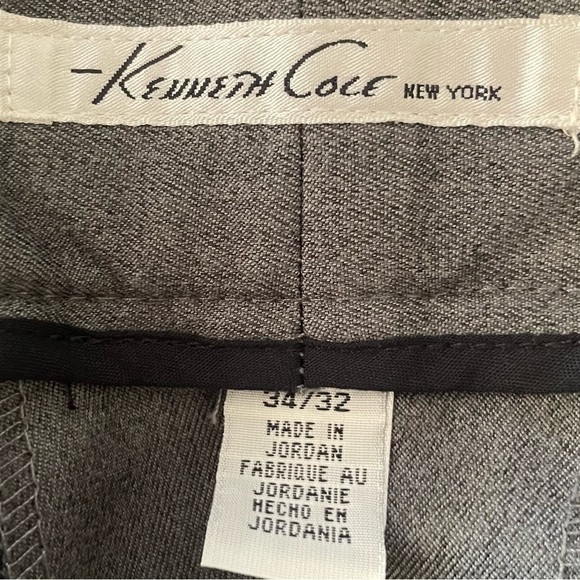 -Kenneth Cole NEW YORK
34/32
MADE IN
JORDAN
FABRIQUE AU
JORDANIE
HECHO EN
JORDANIA